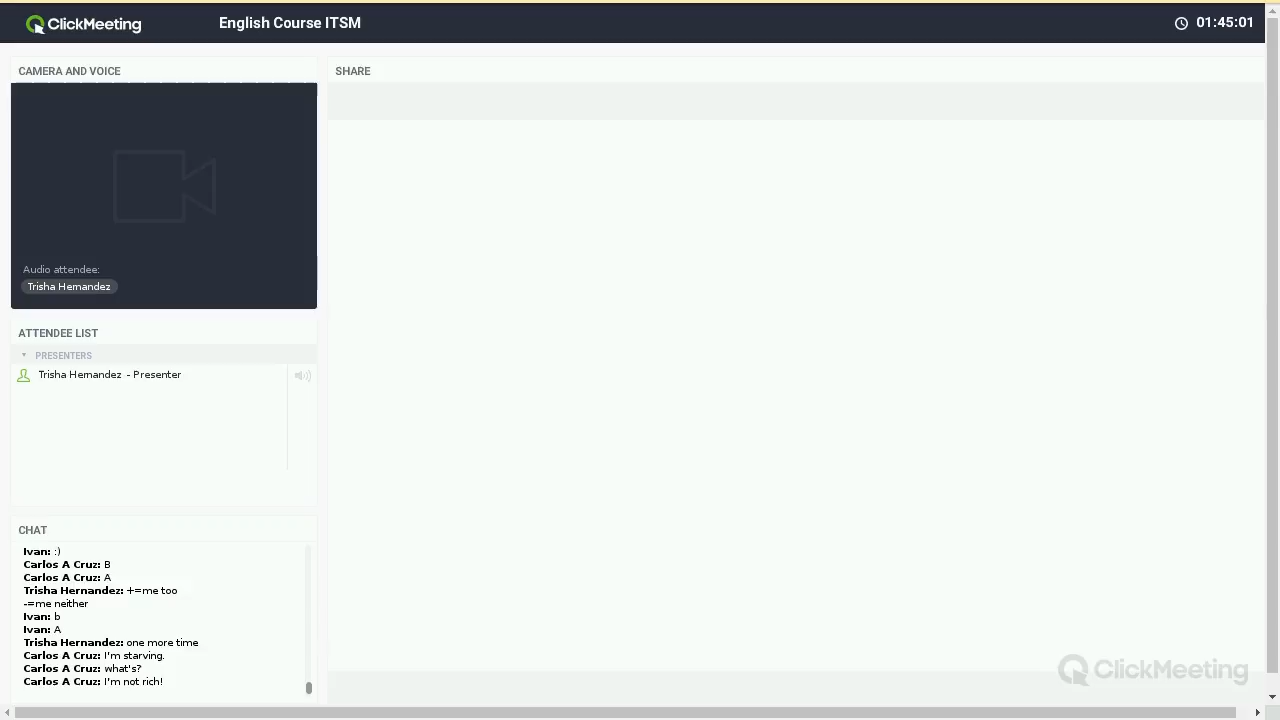 ClickMeeting
English Course ITSM
01:45:01
CAMERA AND VOICE
SHARE
Audio attendee:
Trisha Hernandez
ATTENDEE LIST
PRESENTERS
Trisha Hernandez - Presenter
CHAT
Ivan: :)
Carlos A Cruz: B
Carlos A Cruz: A
Trisha Hernandez: +=me too
-=me neither
Ivan: b
Ivan: A
Trisha Hernandez: one more time
Carlos A Cruz: I'm starving.
Carlos A Cruz: what's?
Carlos A Cruz: I'm not rich!
ClickMeeting